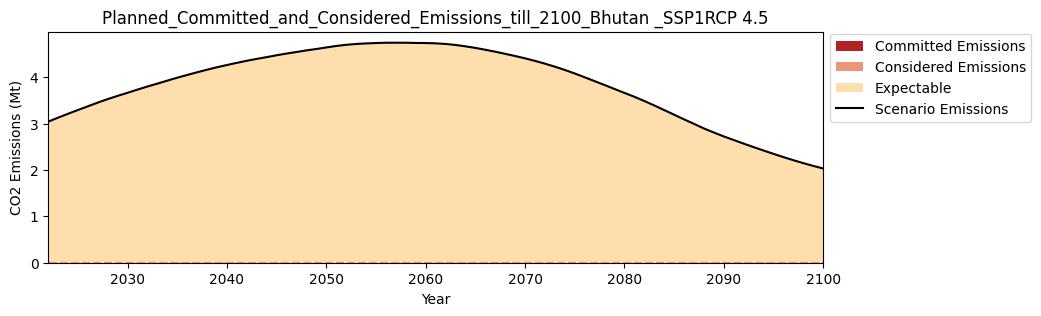 Planned_Committed_and_Considered_Emissions_till_2100_Bhutan _SSP1RCP 4.5
Committed Emissions
Considered Emissions
Expectable
Scenario Emissions
CO2 Emissions (Mt)
4
3
2
1
0
2030 2040 2050 2060 2070 2080 2090 2100
Year